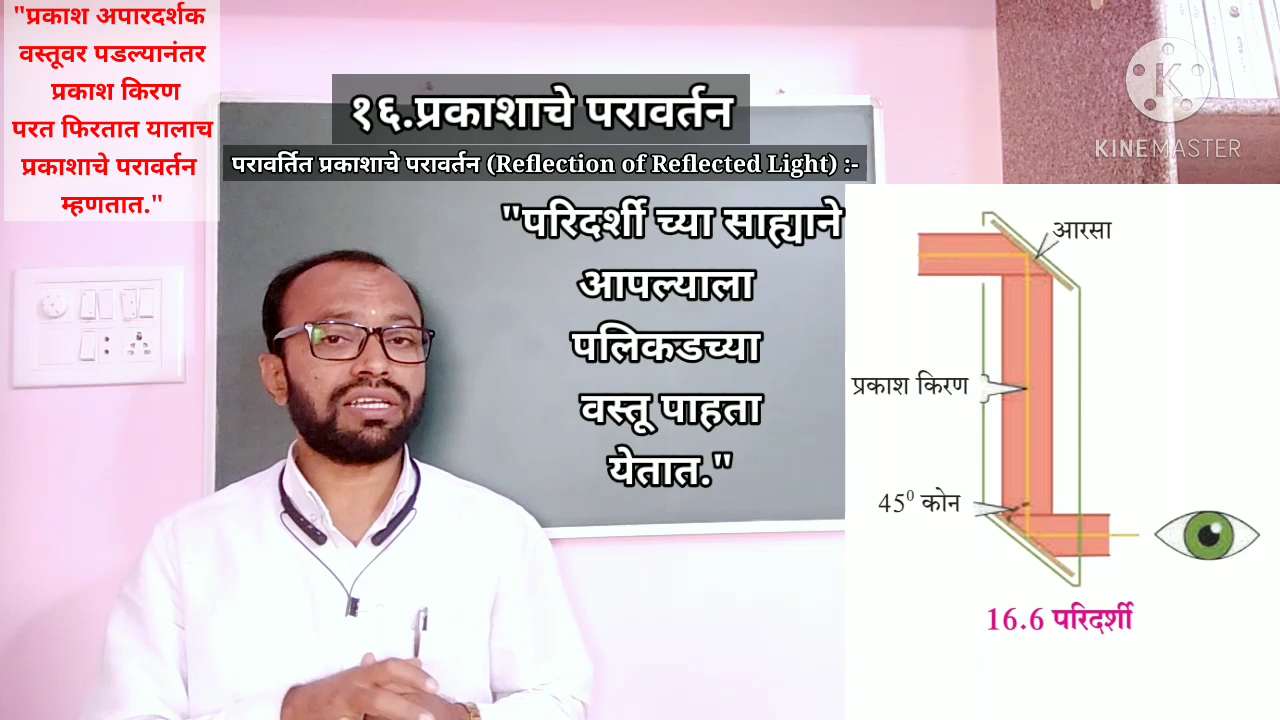 "प्रकाश अपारदर्शक
वस्तूवर पडल्यानंतर
प्रकाश किरण
परत फिरतात यालाच
प्रकाशाचे परावर्तन
म्हणतात."
१६.प्रकाशाचे परावर्तन
परावर्तित प्रकाशाचे परावर्तन (Reflection of Reflected Light) :-
"परिदर्शी च्या साह्याने
आपल्याला
पलिकडच्या
वस्तू पाहता
येतात."
K
KINEMASTER
आरसा
प्रकाश किरण
45⁰ कोन
16.6 परिदर्शी